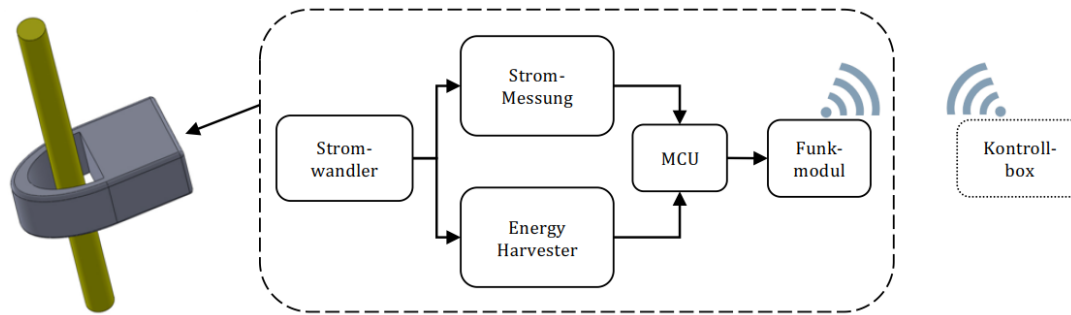 Strom-
Messung
Strom-
wandler
MCU
Funk-
modul
Kontroll-
box
Energy
Harvester